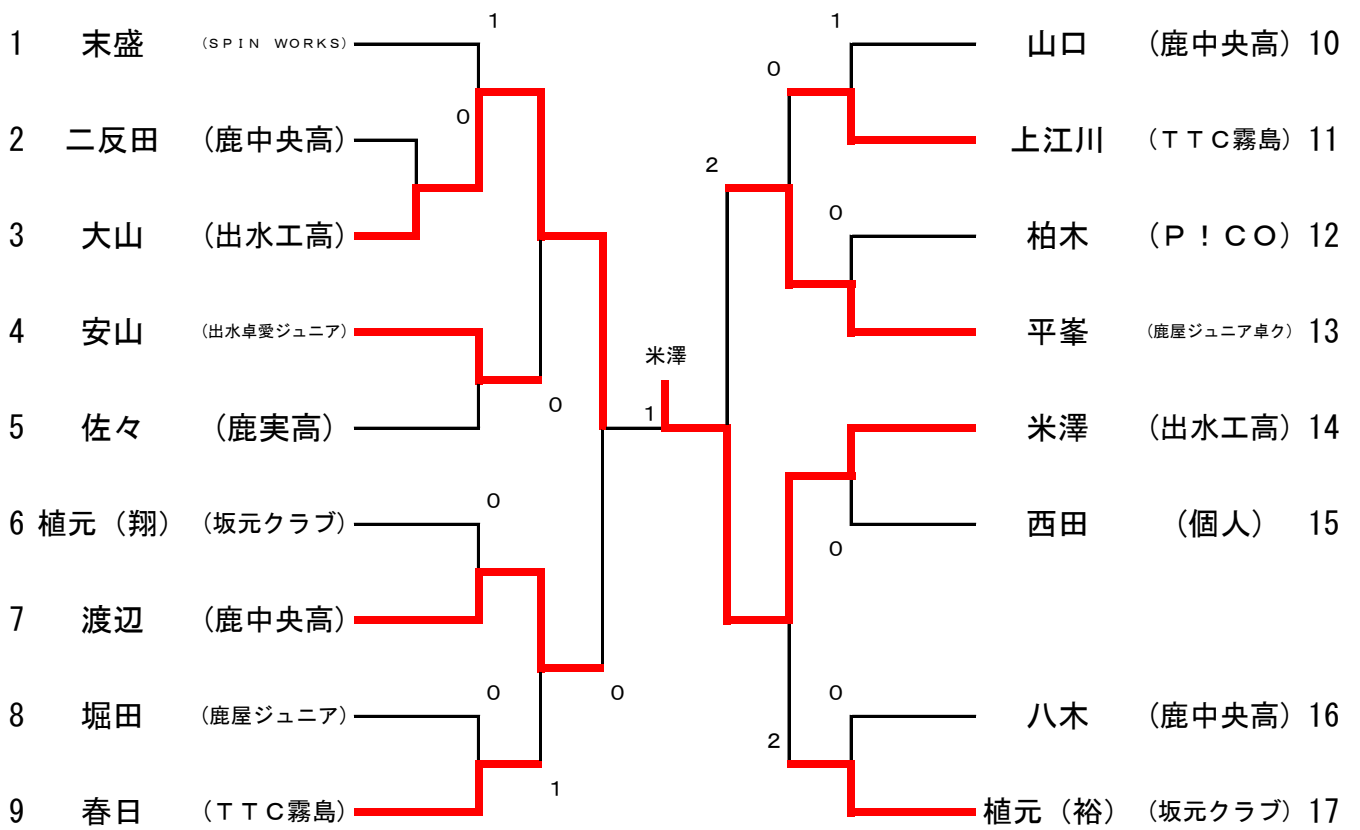 1
1
1 末盛 (SPIN WORKS)
山口 (鹿中央高) 10
0
0
2 二反田 (鹿中央高)
上江川 (TTC霧島) 11
2
0
3 大山 (出水工高)
柏木 (P!CO) 12
4 安山 (出水卓愛ジュニア)
平峯 (鹿屋ジュニア卓ク) 13
米澤
0
1
5 佐々 (鹿実高)
米澤 (出水工高) 14
0
6 植元(翔) (坂元クラブ)
西田 (個人) 15
0
7 渡辺 (鹿中央高)
0
0
0
8 堀田 (鹿屋ジュニア)
八木 (鹿中央高) 16
2
1
9 春日 (TTC霧島)
植元(裕) (坂元クラブ) 17